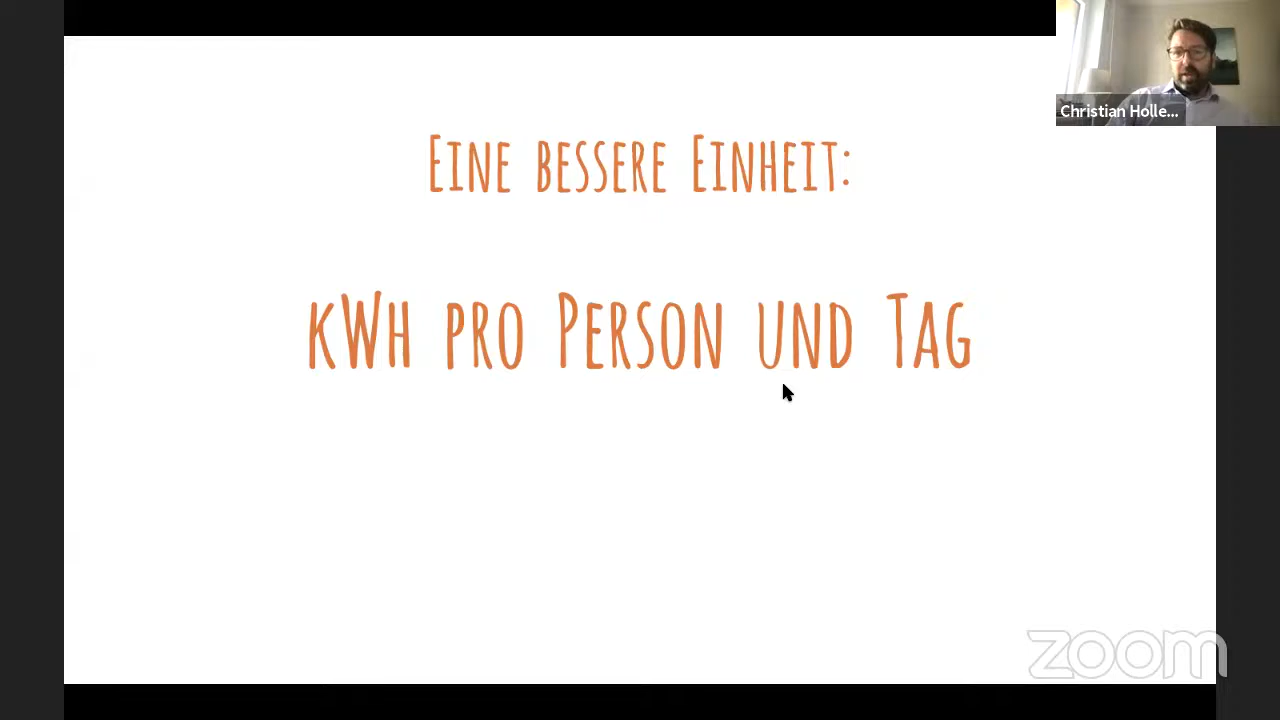 Christian Holle...
Eine bessere Einheit:
kWh pro Person und Tag
zoom